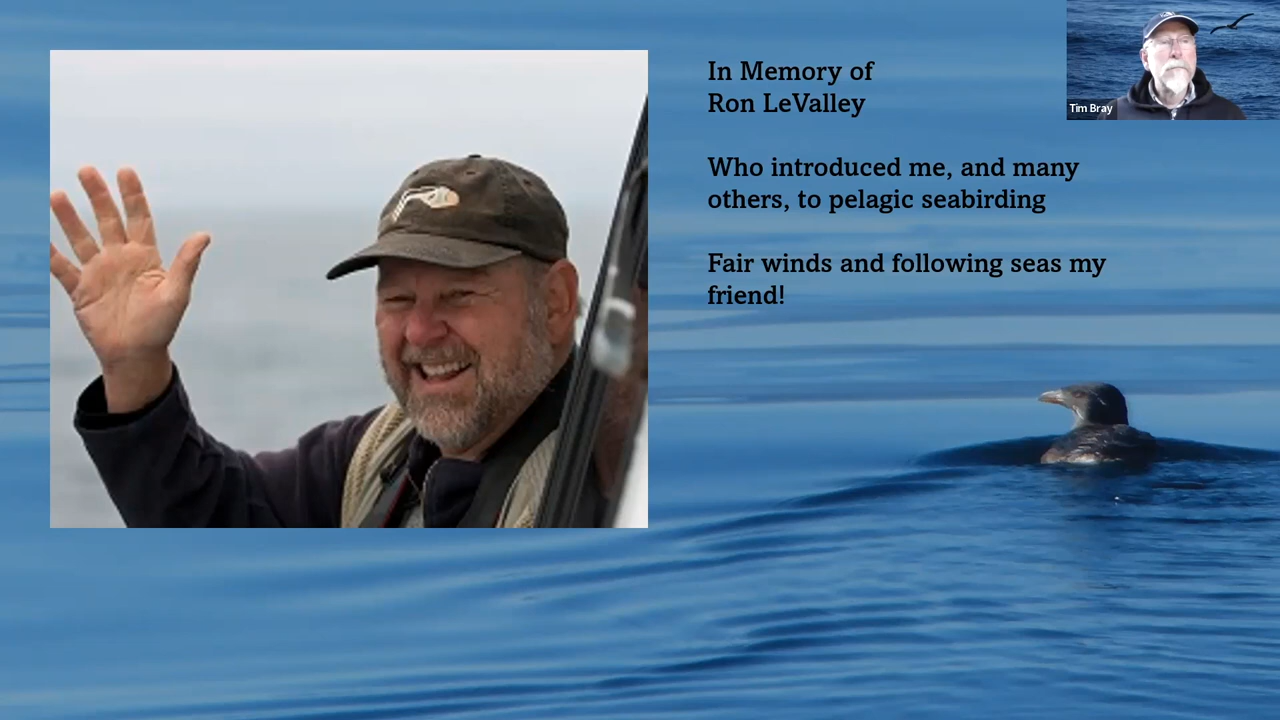 In Memory of
Ron LeValley
Who introduced me, and many
others, to pelagic seabirding
Fair winds and following seas my
friend!
Tim Bray